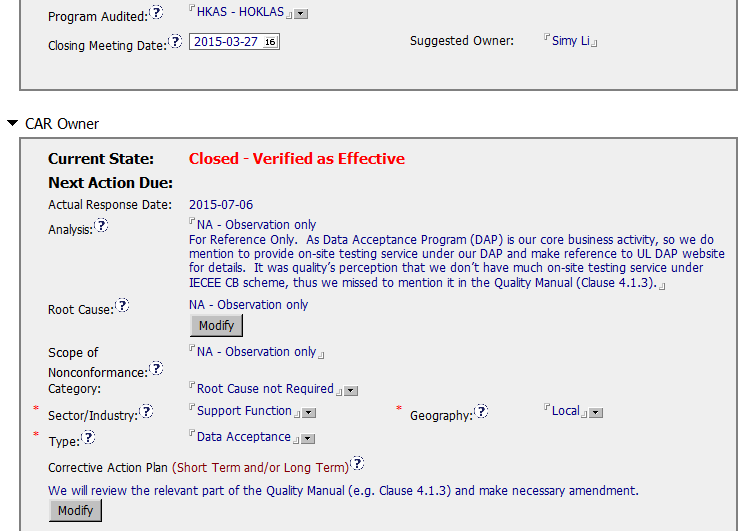 Program Audited: ? HKAS - HOKLAS
Closing Meeting Date: ? 2015-03-27 16 Suggested Owner: Simy Li
CAR Owner
Current State: Closed - Verified as Effective
Next Action Due:
Actual Response Date: 2015-07-06
Analysis: ? NA - Observation only
For Reference Only. As Data Acceptance Program (DAP) is our core business activity, so we do
mention to provide on-site testing service under our DAP and make reference to UL DAP website
for details. It was quality's perception that we don't have much on-site testing service under
IECEE CB scheme, thus we missed to mention it in the Quality Manual (Clause 4.1.3).
Root Cause: ? NA - Observation only
Modify
Scope of NA - Observation only
Nonconformance: ?
Category: Root Cause not Required
* Sector/Industry: ? Support Function * Geography: ? Local
* Type: ? Data Acceptance
Corrective Action Plan (Short Term and/or Long Term) ?
We will review the relevant part of the Quality Manual (e.g. Clause 4.1.3) and make necessary amendment.
Modify